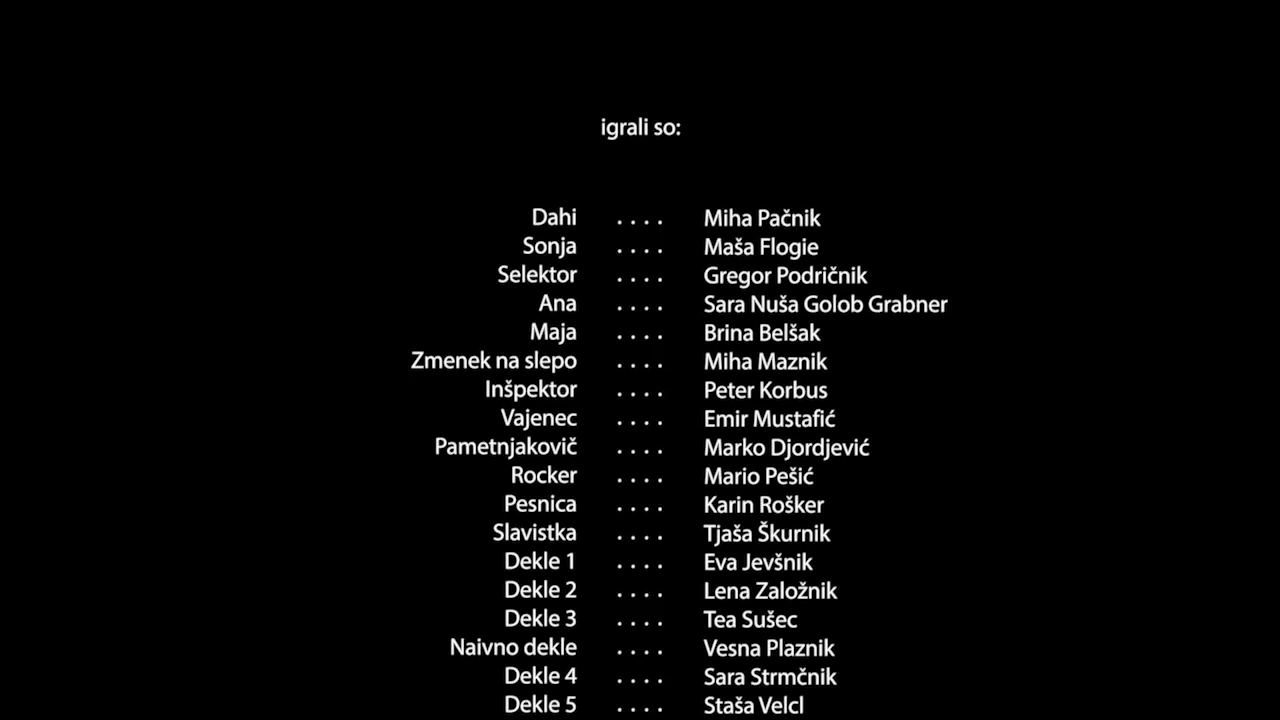 igrali so:
Dahi . . . . Miha Pačnik
Sonja . . . . Maša Flogie
Selektor . . . . Gregor Podričnik
Ana . . . . Sara Nuša Golob Grabner
Maja . . . . Brina Belšak
Zmenek na slepo . . . . Miha Maznik
Inšpektor . . . . Peter Korbus
Vajenec . . . . Emir Mustafić
Pametnjakovič . . . . Marko Djordjević
Rocker . . . . Mario Pešić
Pesnica . . . . Karin Rošker
Slavistka . . . . Tjaša Škurnik
Dekle 1 . . . . Eva Jevšnik
Dekle 2 . . . . Lena Založnik
Dekle 3 . . . . Tea Sušec
Naivno dekle . . . . Vesna Plaznik
Dekle 4 . . . . Sara Strmčnik
Dekle 5 . . . . Staša Velcl